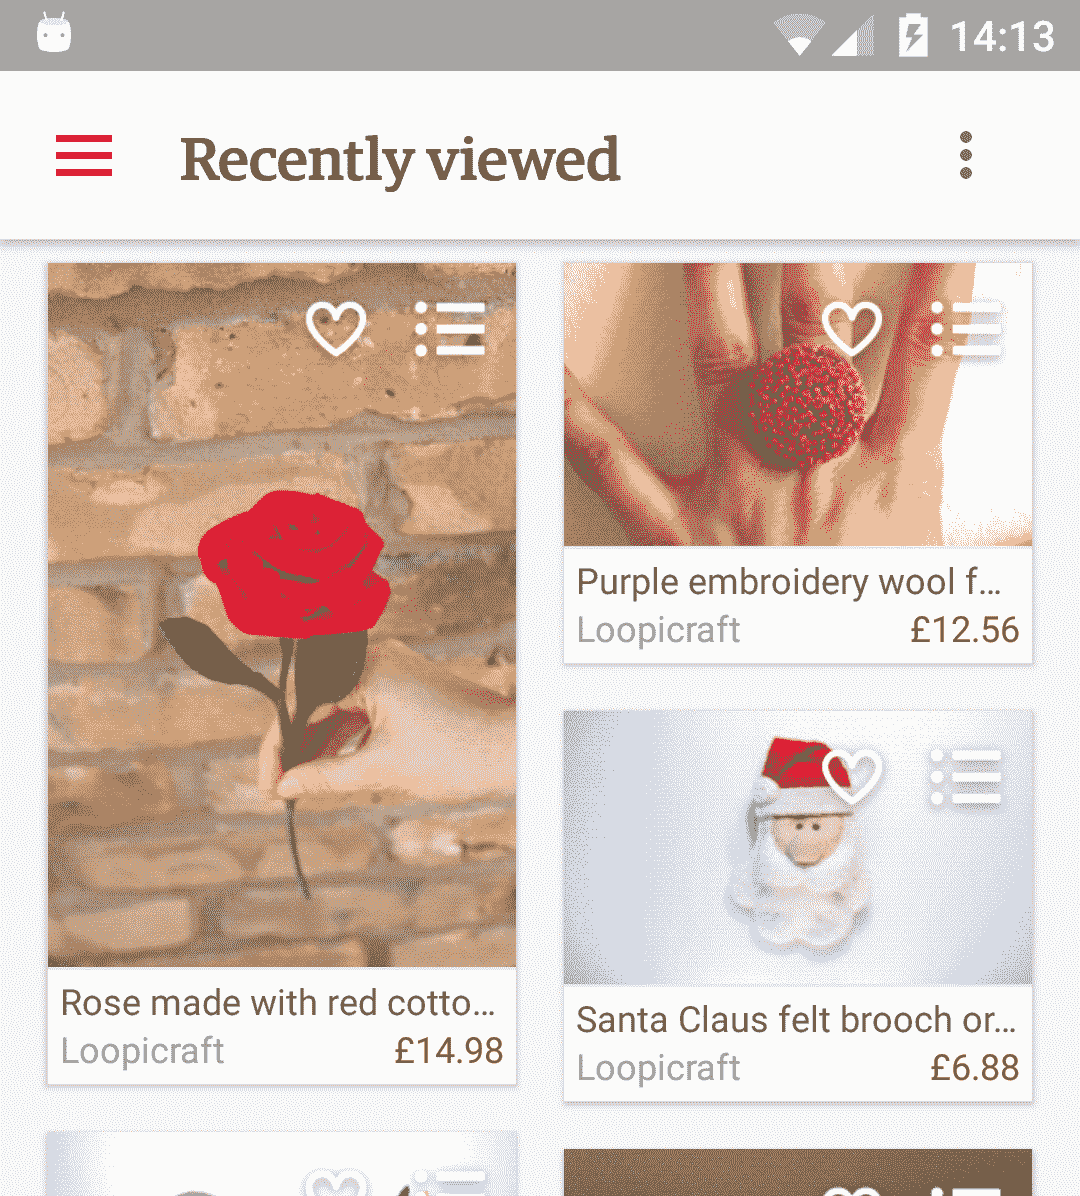 14:13
Recently viewed
Rose made with red cotto...
Loopicraft £14.98
Purple embroidery wool f...
Loopicraft £12.56
Santa Claus felt brooch or...
Loopicraft £6.88